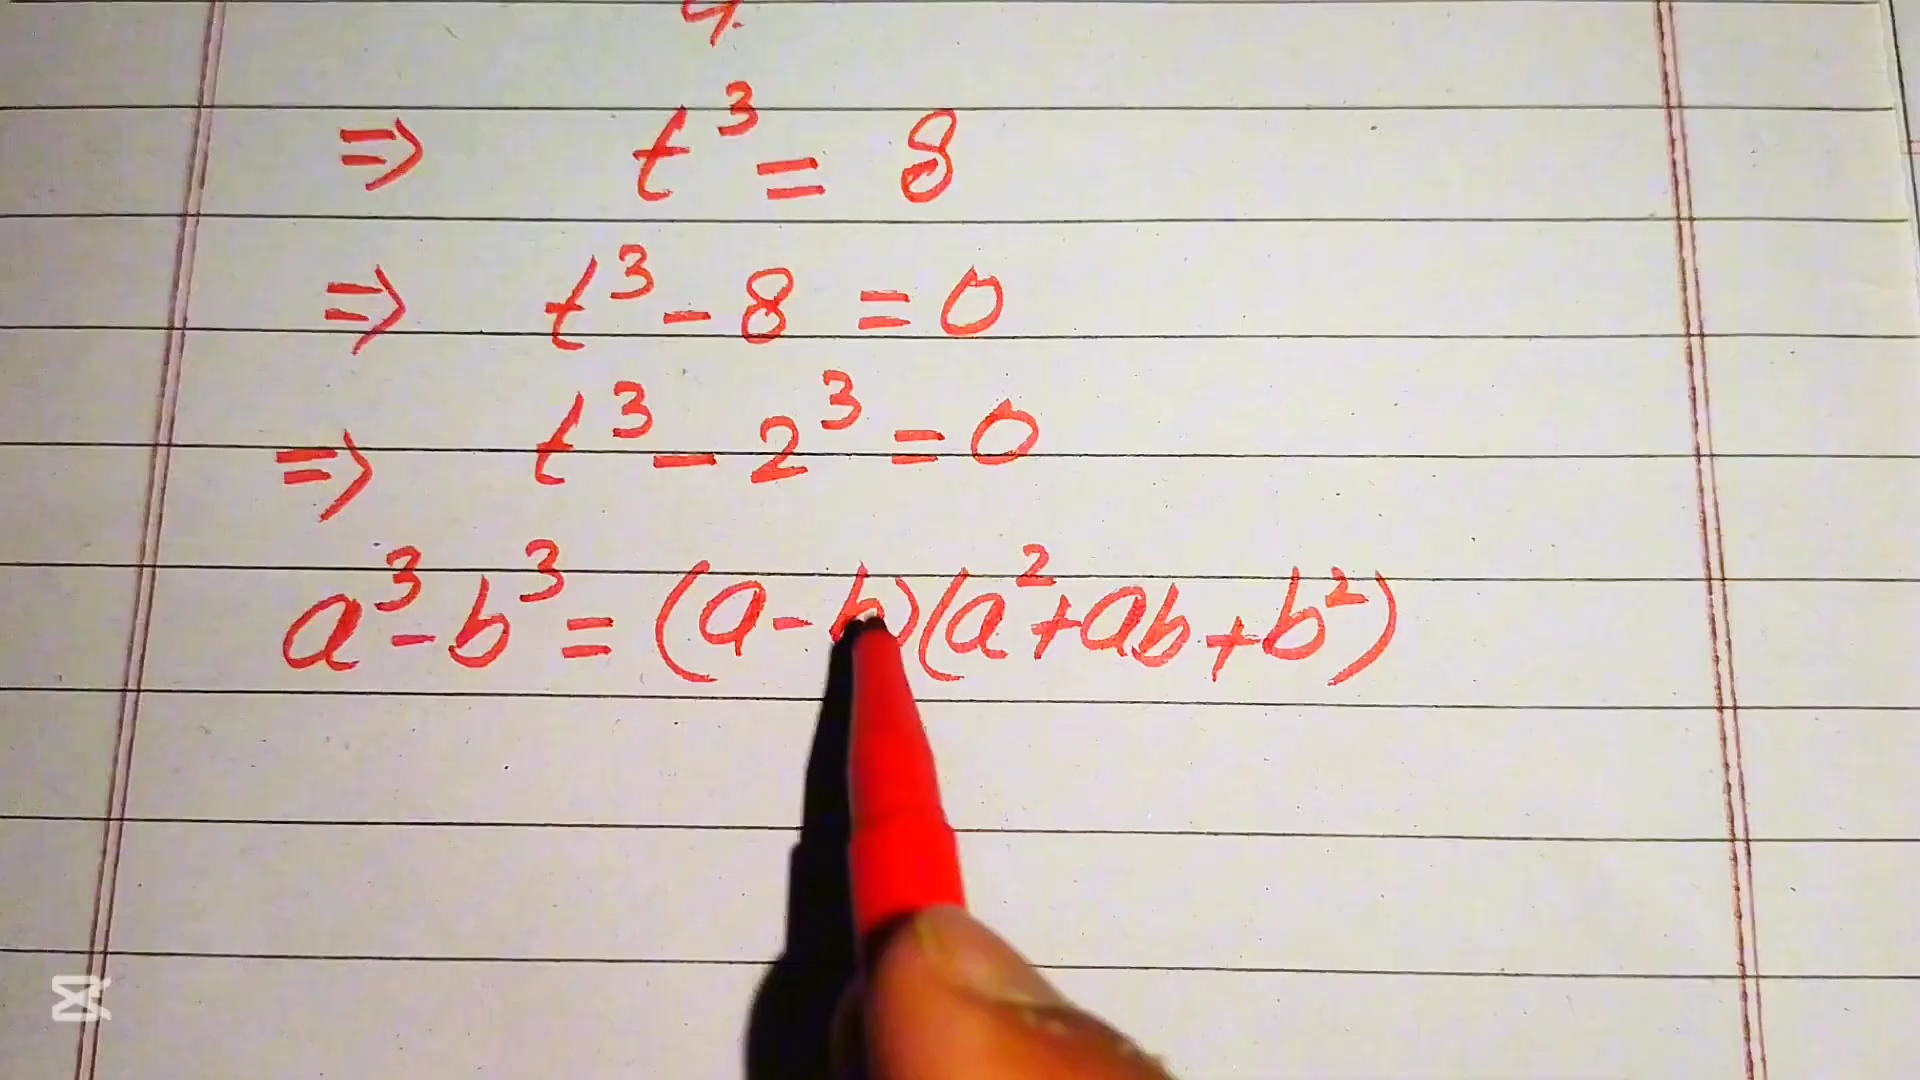 => t³ = 8
=> t³ - 8 = 0
=> t³ - 2³ = 0
a³ - b³ = (a - b)(a² + ab + b²)